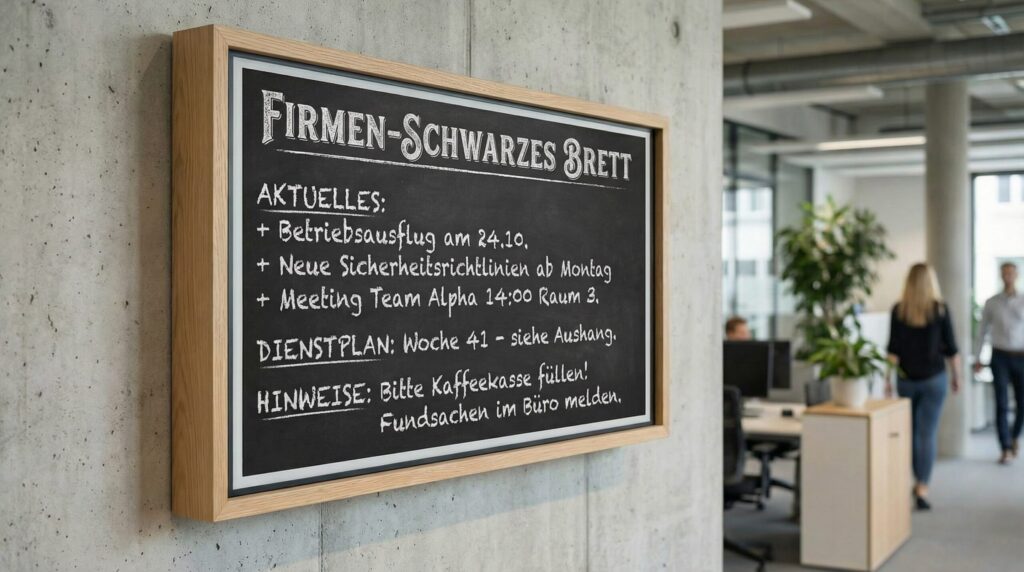 FIRMEN-SCHWARZES BRETT
AKTUELLES:
+ Betriebsausflug am 24.10.
+ Neue Sicherheitsrichtlinien ab Montag
+ Meeting Team Alpha 14:00 Raum 3.
DIENSTPLAN: Woche 41 - siehe Aushang.
HINWEISE: Bitte Kaffeekasse füllen!
Fundsachen im Büro melden.